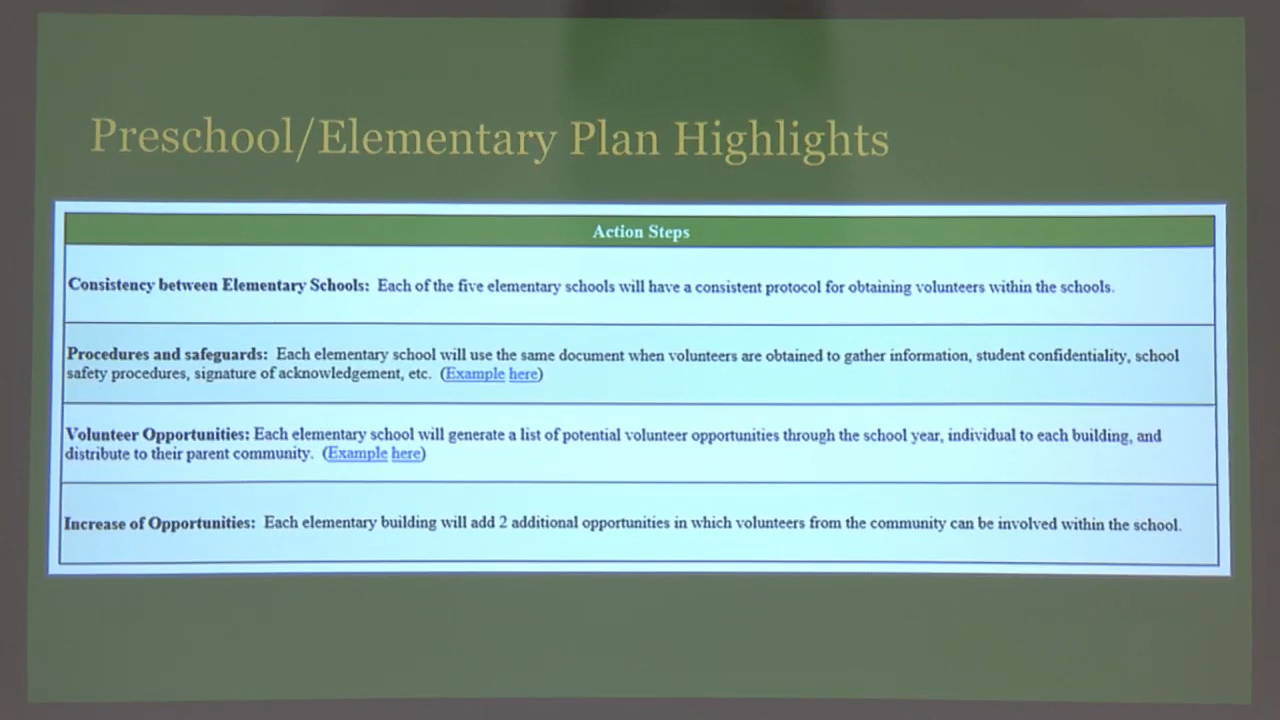 Preschool/Elementary Plan Highlights
Action Steps
Consistency between Elementary Schools: Each of the five elementary schools will have a consistent protocol for obtaining volunteers within the schools.
Procedures and safeguards: Each elementary school will use the same document when volunteers are obtained to gather information, student confidentiality, school
safety procedures, signature of acknowledgement, etc. (Example here)
Volunteer Opportunities: Each elementary school will generate a list of potential volunteer opportunities through the school year, individual to each building, and
distribute to their parent community. (Example here)
Increase of Opportunities: Each elementary building will add 2 additional opportunities in which volunteers from the community can be involved within the school.